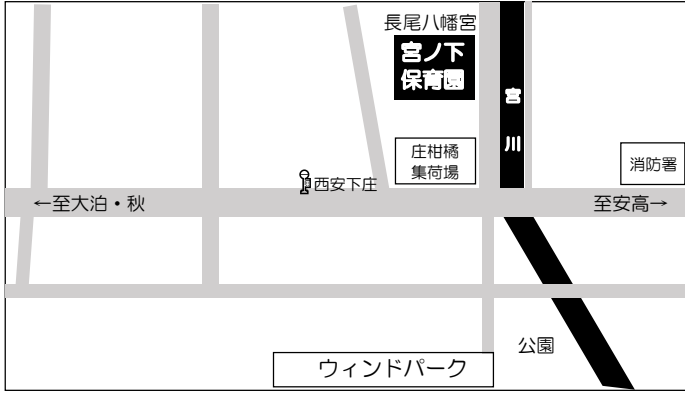 長尾八幡宮
宮ノ下
保育園
宮川
庄柑橘
集荷場
消防署
西安下庄
←至大泊・秋
至安高→
公園
ウィンドパーク